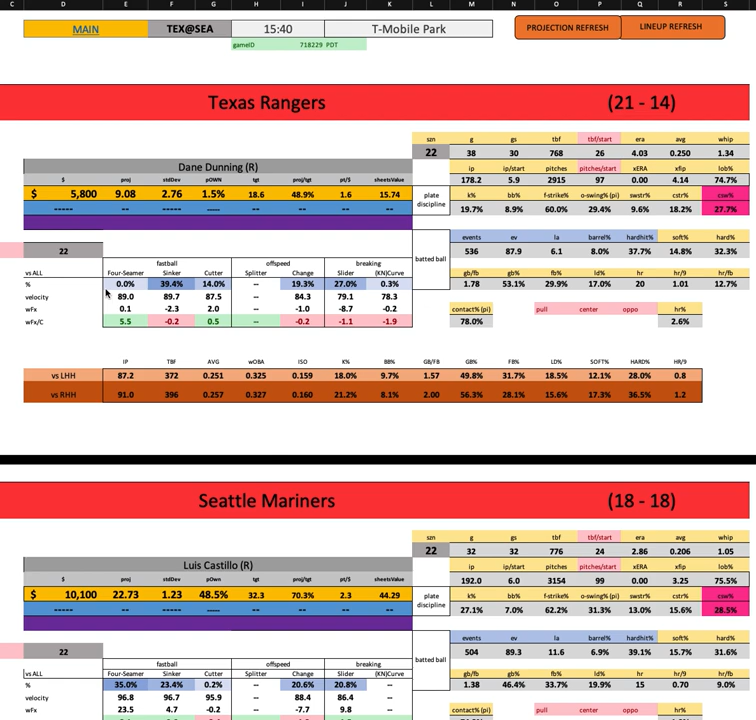 C D E F G H I J K L M N O P Q R S
MAIN TEX@SEA 15:40 T-Mobile Park PROJECTION REFRESH LINEUP REFRESH
gameID 718229 PDT
Texas Rangers (21 - 14)
szn g gs tbf tbf/start era avg whip
22 38 30 768 26 4.03 0.250 1.34
Dane Dunning (R) ip ip/start pitches pitches/start xERA xfip lob%
$ proj stdDev pOWN tgt proj/tgt pt/$ sheetsValue 178.2 5.9 2915 97 0.00 4.14 74.7%
$ 5,800 9.08 2.76 1.5% 18.6 48.9% 1.6 15.74 plate discipline k% bb% f-strike% o-swing% (pi) swstr% cstr% csw%
----- -- -- ---- -- -- -- -- 19.7% 8.9% 60.0% 29.4% 9.6% 18.2% 27.7%
events ev la barrel% hardhit% soft% hard%
22 batted ball 536 87.9 6.1 8.0% 37.7% 14.8% 32.3%
fastball offspeed breaking
vs ALL Four-Seamer Sinker Cutter Splitter Change Slider (KN)Curve gb/fb gb% fb% ld% hr hr/9 hr/fb
% 0.0% 39.4% 14.0% -- 19.3% 27.0% 0.3% 1.78 53.1% 29.9% 17.0% 20 1.01 12.7%
velocity 89.0 89.7 87.5 -- 84.3 79.1 78.3
wFx 0.1 -2.3 2.0 -- -1.0 -8.7 -0.2 contact% (pi) pull center oppo hr%
wFx/C 5.5 -0.2 0.5 -- -0.2 -1.1 -1.9 78.0% 2.6%
IP TBF AVG wOBA ISO K% BB% GB/FB GB% FB% LD% SOFT% HARD% HR/9
vs LHH 87.2 372 0.251 0.325 0.159 18.0% 9.7% 1.57 49.8% 31.7% 18.5% 12.1% 28.0% 0.8
vs RHH 91.0 396 0.257 0.327 0.160 21.2% 8.1% 2.00 56.3% 28.1% 15.6% 17.3% 36.5% 1.2
Seattle Mariners (18 - 18)
szn g gs tbf tbf/start era avg whip
22 32 32 776 24 2.86 0.206 1.05
Luis Castillo (R) ip ip/start pitches pitches/start xERA xfip lob%
$ proj stdDev pOwn tgt proj/tgt pt/$ sheetsValue 192.0 6.0 3154 99 0.00 3.25 75.5%
$ 10,100 22.73 1.23 48.5% 32.3 70.3% 2.3 44.29 plate discipline k% bb% f-strike% o-swing% (pi) swstr% cstr% csw%
----- -- -- ---- -- -- -- -- 27.1% 7.0% 62.2% 31.3% 13.0% 15.6% 28.5%
events ev la barrel% hardhit% soft% hard%
22 batted ball 504 89.3 11.6 6.9% 39.1% 15.7% 31.6%
fastball offspeed breaking
vs ALL Four-Seamer Sinker Cutter Splitter Change Slider (KN)Curve gb/fb gb% fb% ld% hr hr/9 hr/fb
% 35.0% 23.4% 0.2% -- 20.6% 20.8% -- 1.38 46.4% 33.7% 19.9% 15 0.70 9.0%
velocity 96.8 96.7 95.9 -- 88.4 86.4 --
wFx 23.5 4.7 -0.2 -- -7.7 9.8 -- contact% (pi) pull center oppo hr%